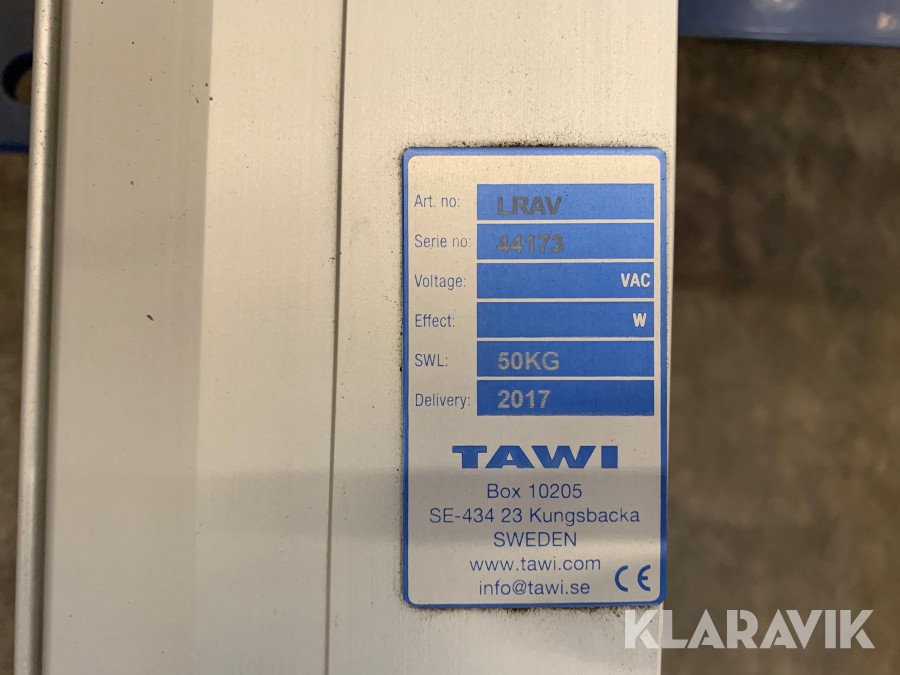 Art. no: LRAV
Serie no: 44173
Voltage: VAC
Effect: W
SWL: 50KG
Delivery: 2017
TAWI
Box 10205
SE-434 23 Kungsbacka
SWEDEN
www.tawi.com
info@tawi.se CE
KLARAVIK